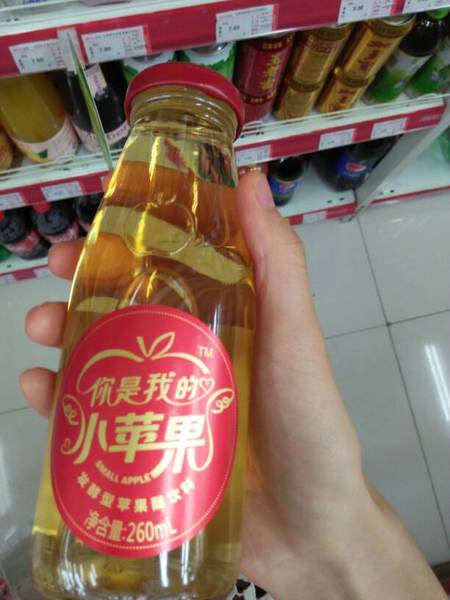 TM
你是我的
小苹果
SMALL APPLE
发酵型苹果醋饮料
净含量:260mL